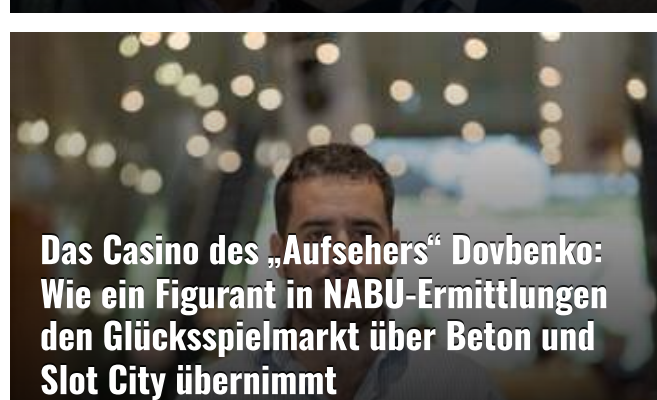 Das Casino des „Aufsehers“ Dovbenko:
Wie ein Figurant in NABU-Ermittlungen
den Glücksspielmarkt über Beton und
Slot City übernimmt